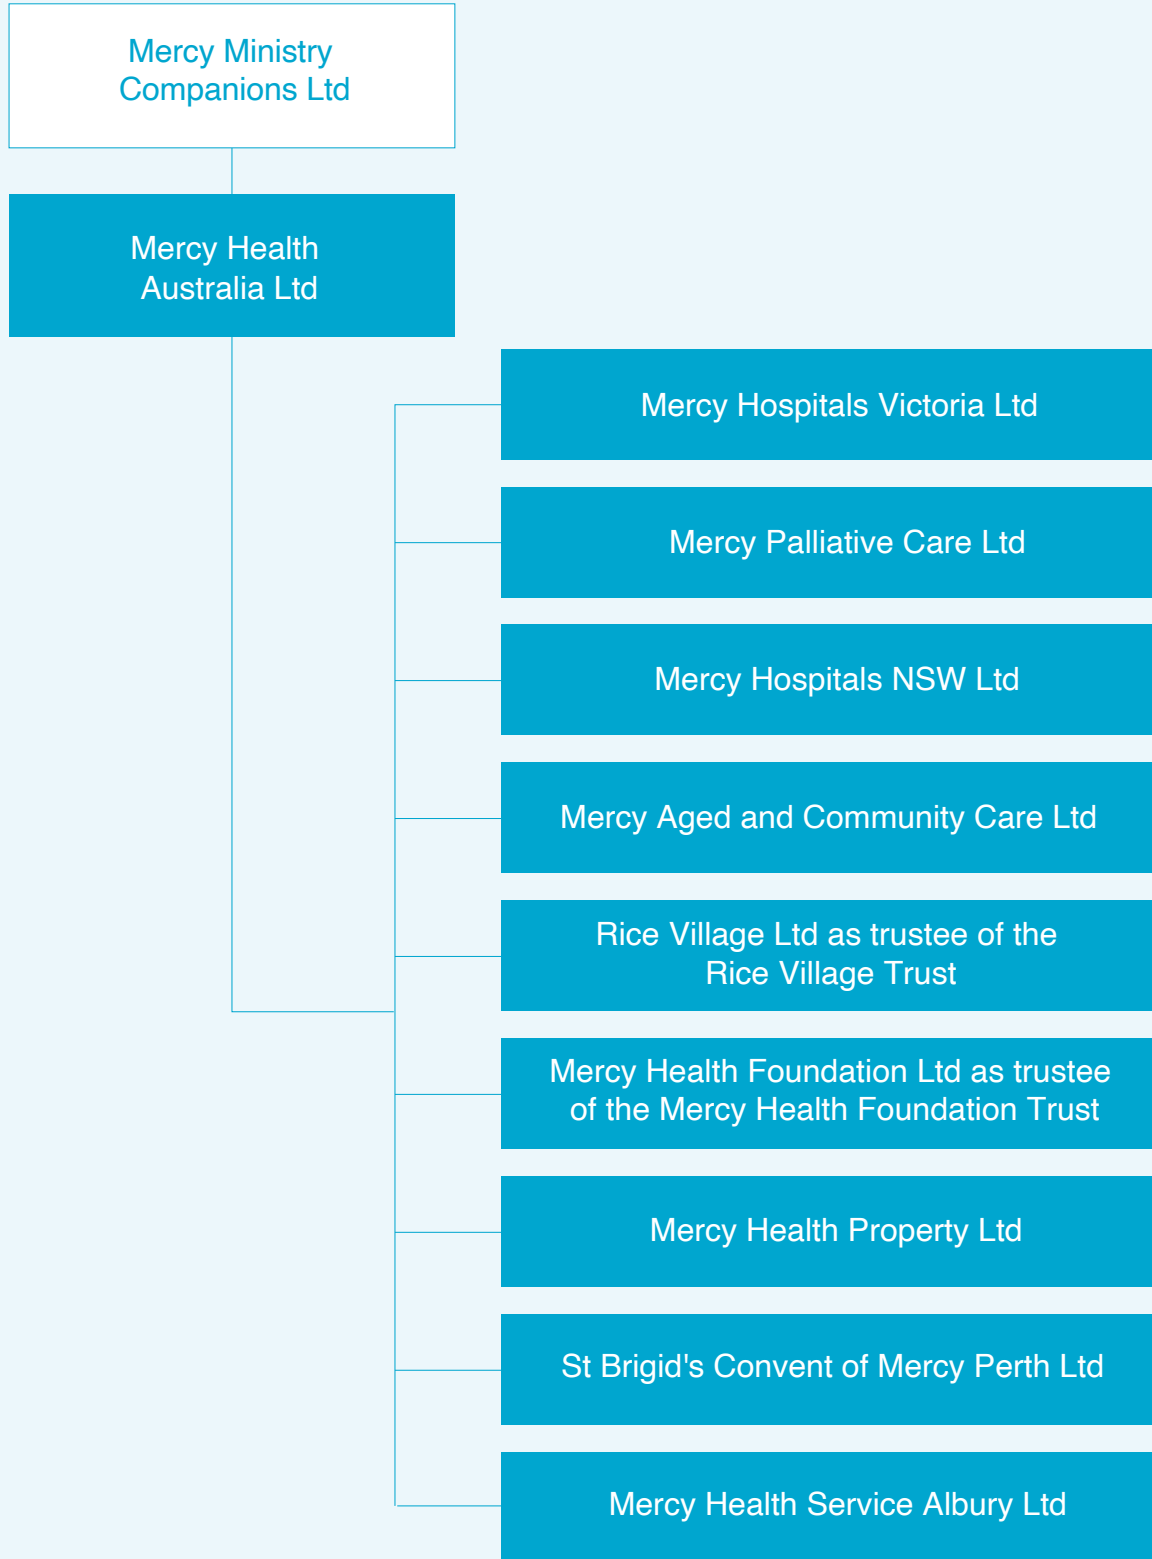 Mercy Ministry
Companions Ltd
Mercy Health
Australia Ltd
Mercy Hospitals Victoria Ltd
Mercy Palliative Care Ltd
Mercy Hospitals NSW Ltd
Mercy Aged and Community Care Ltd
Rice Village Ltd as trustee of the
Rice Village Trust
Mercy Health Foundation Ltd as trustee
of the Mercy Health Foundation Trust
Mercy Health Property Ltd
St Brigid's Convent of Mercy Perth Ltd
Mercy Health Service Albury Ltd